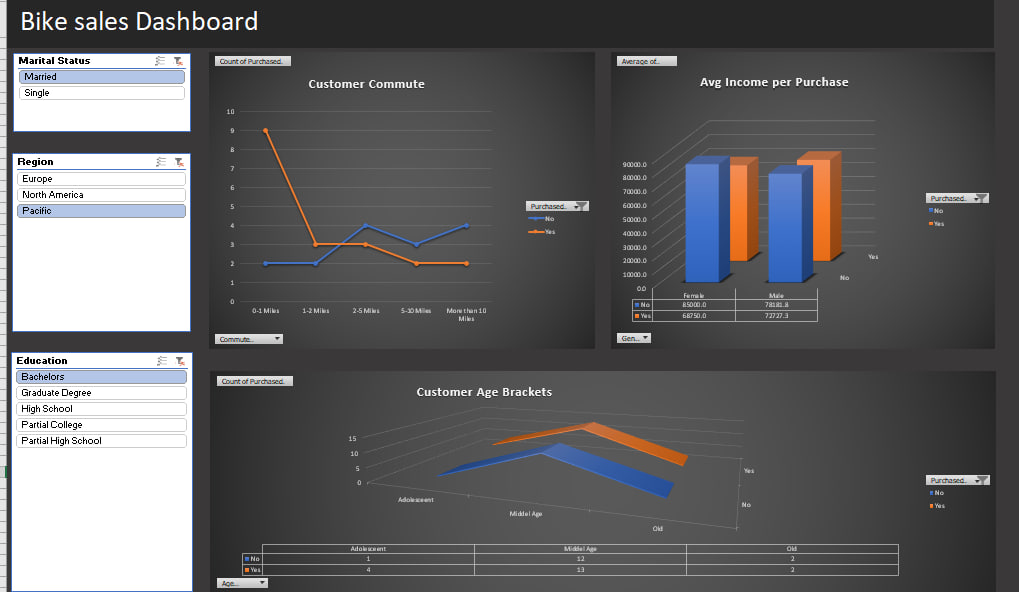 Bike sales Dashboard
Marital Status
Married
Single
Region
Europe
North America
Pacific
Education
Bachelors
Graduate Degree
High School
Partial College
Partial High School
Count of Purchased.
Customer Commute
10
9
8
7
6
5
4
3
2
1
0
0-1 Miles 1-2 Miles 2-5 Miles 5-10 Miles More than 10
Miles
Purchased..
No
Yes
Commute..
Average of..
Avg Income per Purchase
90000.0
80000.0
70000.0
60000.0
50000.0
40000.0
30000.0
20000.0
10000.0
0.0
Yes
No
Female Male
No 85000.0 78181.8
Yes 68750.0 72727.3
Purchased..
No
Yes
Gen...
Count of Purchased.
Customer Age Brackets
15
10
5
0
Adolesceent
Middel Age
Old
Yes
No
Adolesceent Middel Age Old
No 1 12 2
Yes 4 13 2
Purchased..
No
Yes
Age...